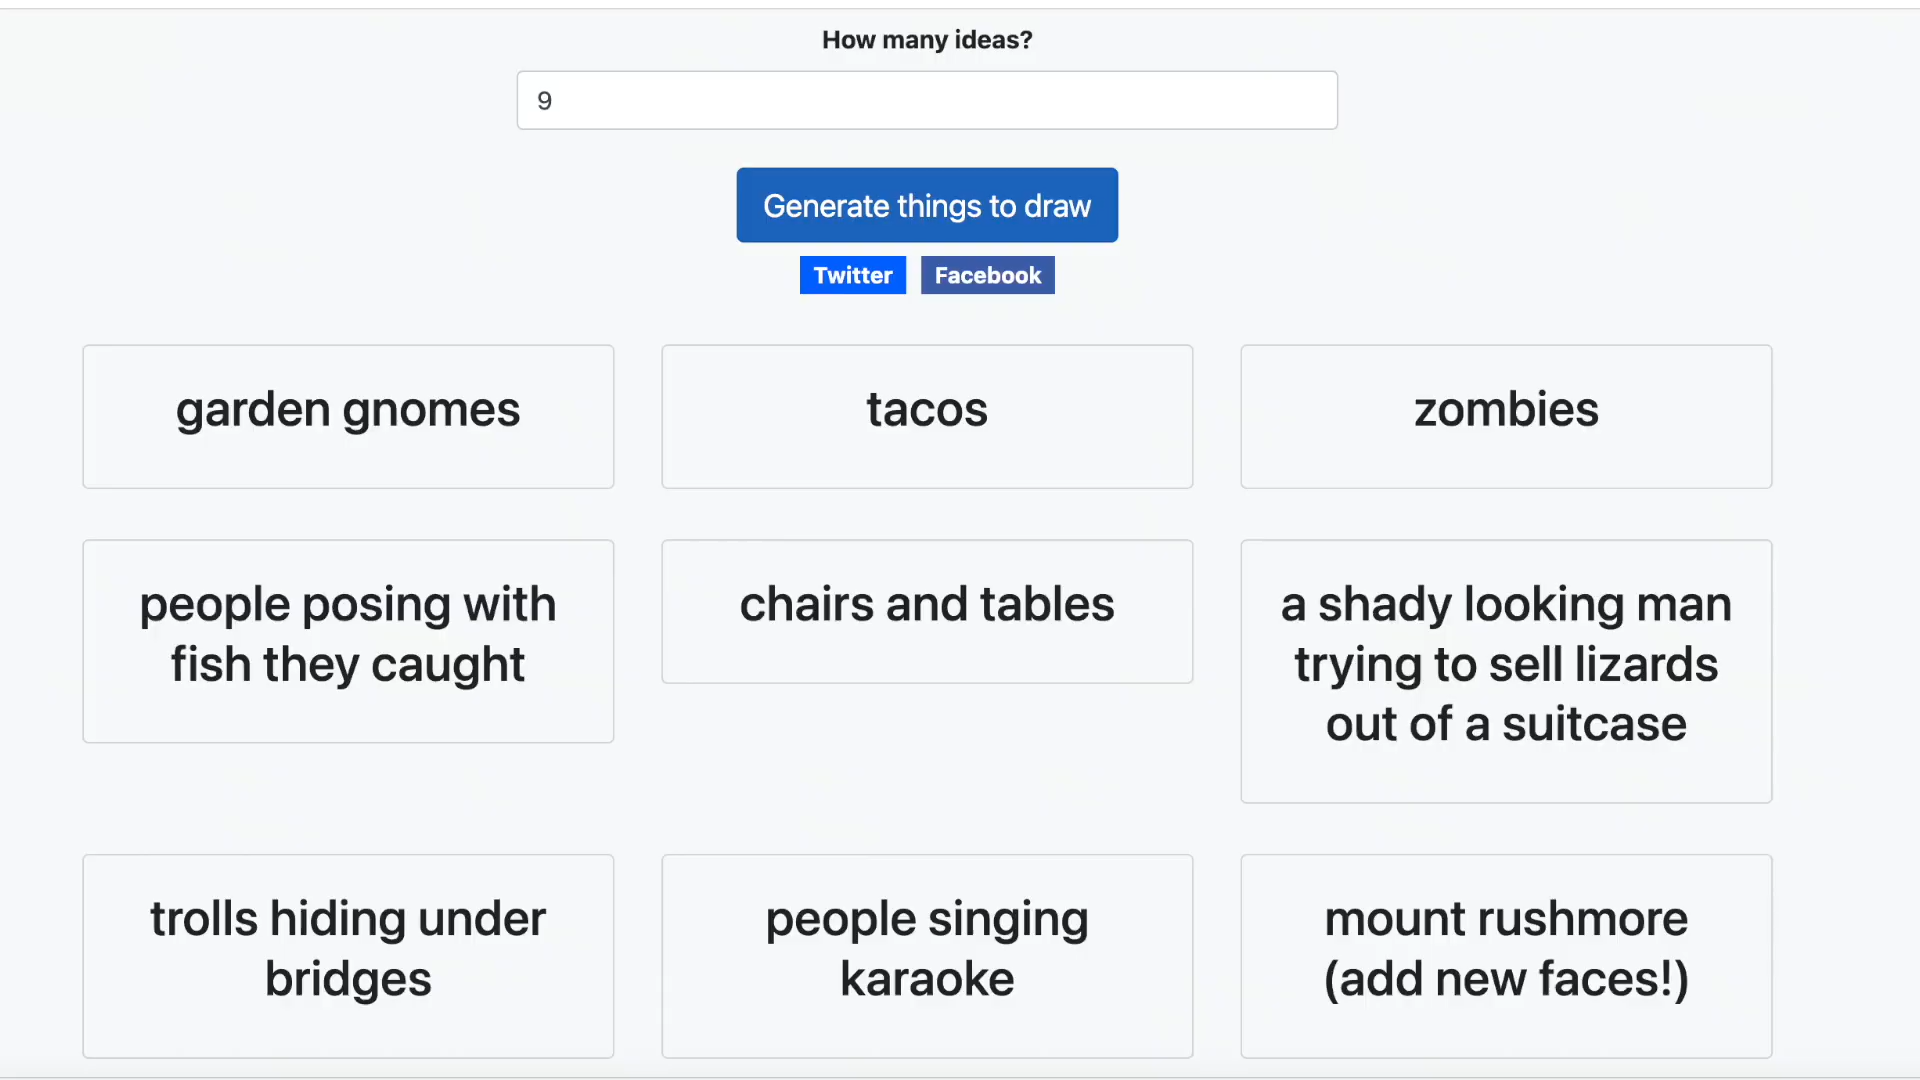 How many ideas?
9
Generate things to draw
Twitter Facebook
garden gnomes
tacos
zombies
people posing with
fish they caught
chairs and tables
a shady looking man
trying to sell lizards
out of a suitcase
trolls hiding under
bridges
people singing
karaoke
mount rushmore
(add new faces!)